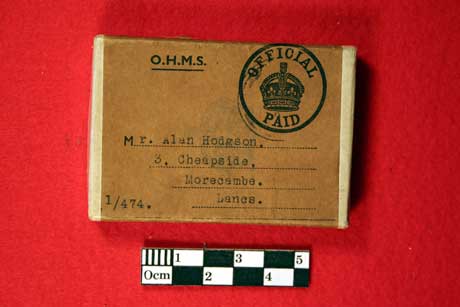 O.H.M.S.
OFFICIAL
PAID
Mr. Alan Hodgson.
3, Cheapside,
Morecambe.
Lancs.
1/474.
1 3 5
0cm 2 4